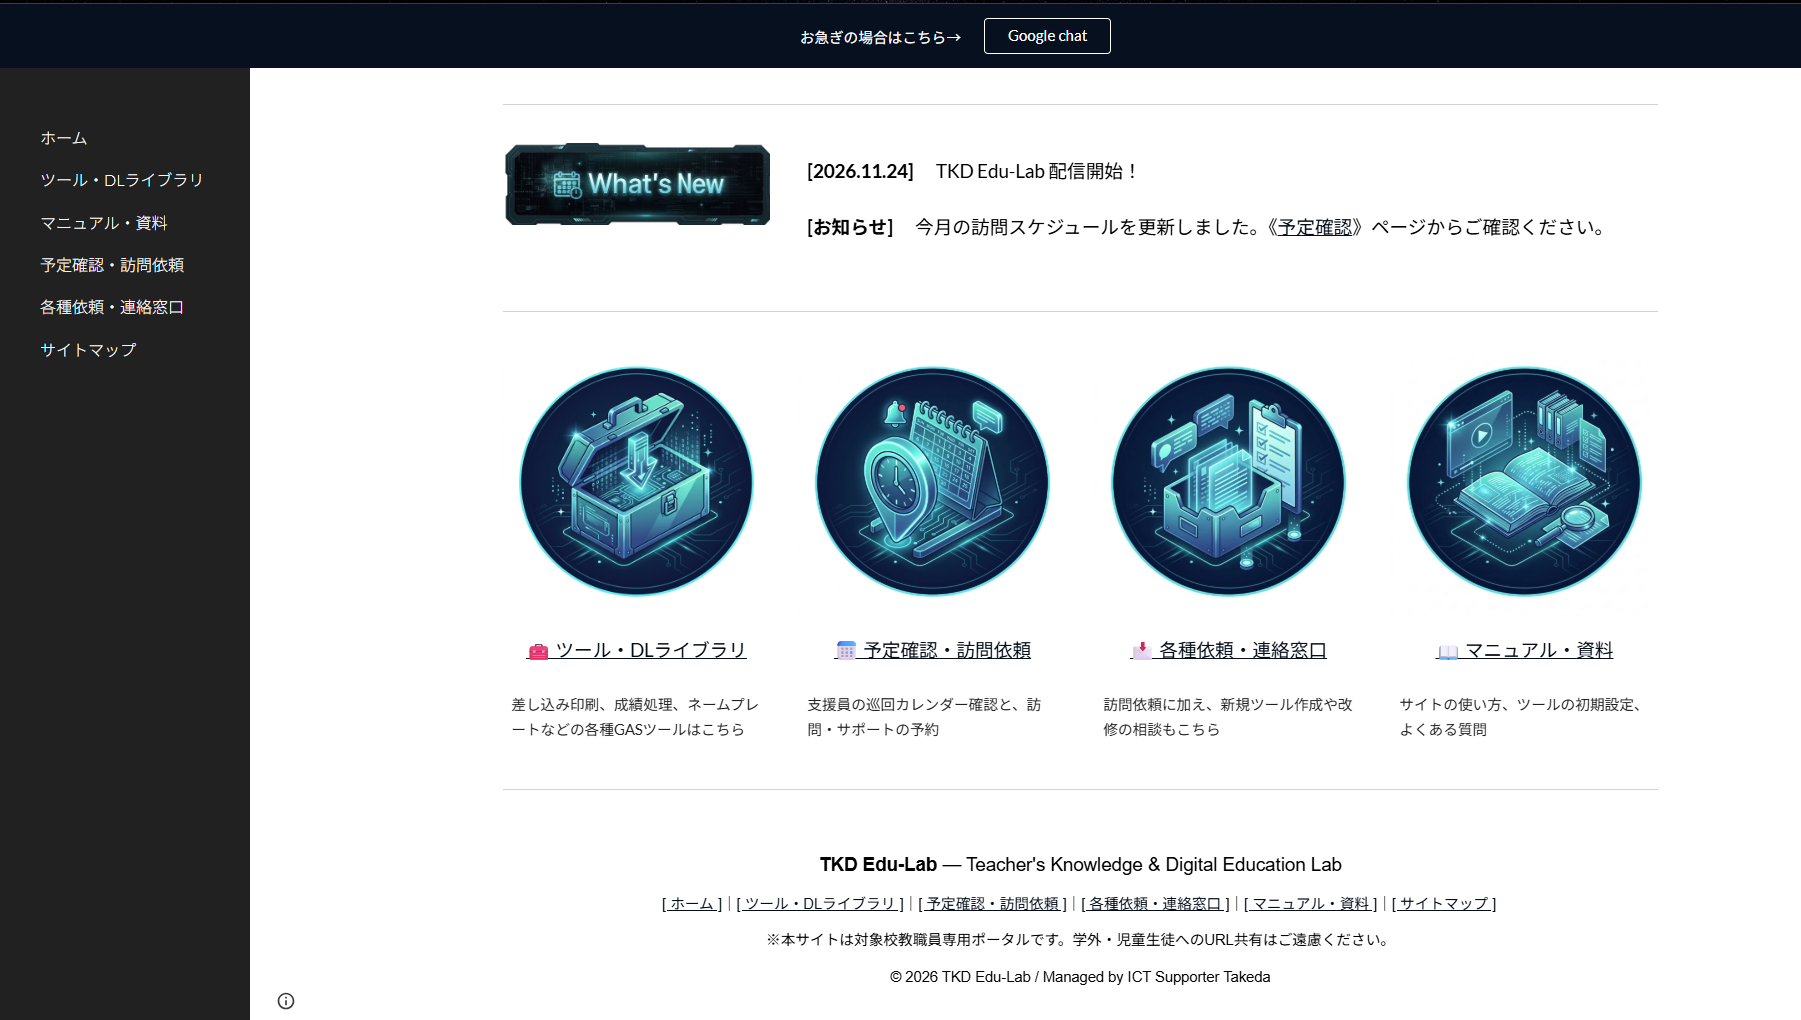 お急ぎの場合はこちら→
Google chat
ホーム
ツール・DLライブラリ
マニュアル・資料
予定確認・訪問依頼
各種依頼・連絡窓口
サイトマップ
What's New
[2026.11.24] TKD Edu-Lab 配信開始！
[お知らせ] 今月の訪問スケジュールを更新しました。《予定確認》ページからご確認ください。
🧰 ツール・DLライブラリ
差し込み印刷、成績処理、ネームプレ
ートなどの各種GASツールはこちら
🗓️ 予定確認・訪問依頼
支援員の巡回カレンダー確認と、訪
問・サポートの予約
📩 各種依頼・連絡窓口
訪問依頼に加え、新規ツール作成や改
修の相談もこちら
📖 マニュアル・資料
サイトの使い方、ツールの初期設定、
よくある質問
TKD Edu-Lab — Teacher's Knowledge & Digital Education Lab
[ ホーム ] | [ ツール・DLライブラリ ] | [ 予定確認・訪問依頼 ] | [ 各種依頼・連絡窓口 ] | [ マニュアル・資料 ] | [ サイトマップ ]
※本サイトは対象校教職員専用ポータルです。学外・児童生徒へのURL共有はご遠慮ください。
© 2026 TKD Edu-Lab / Managed by ICT Supporter Takeda